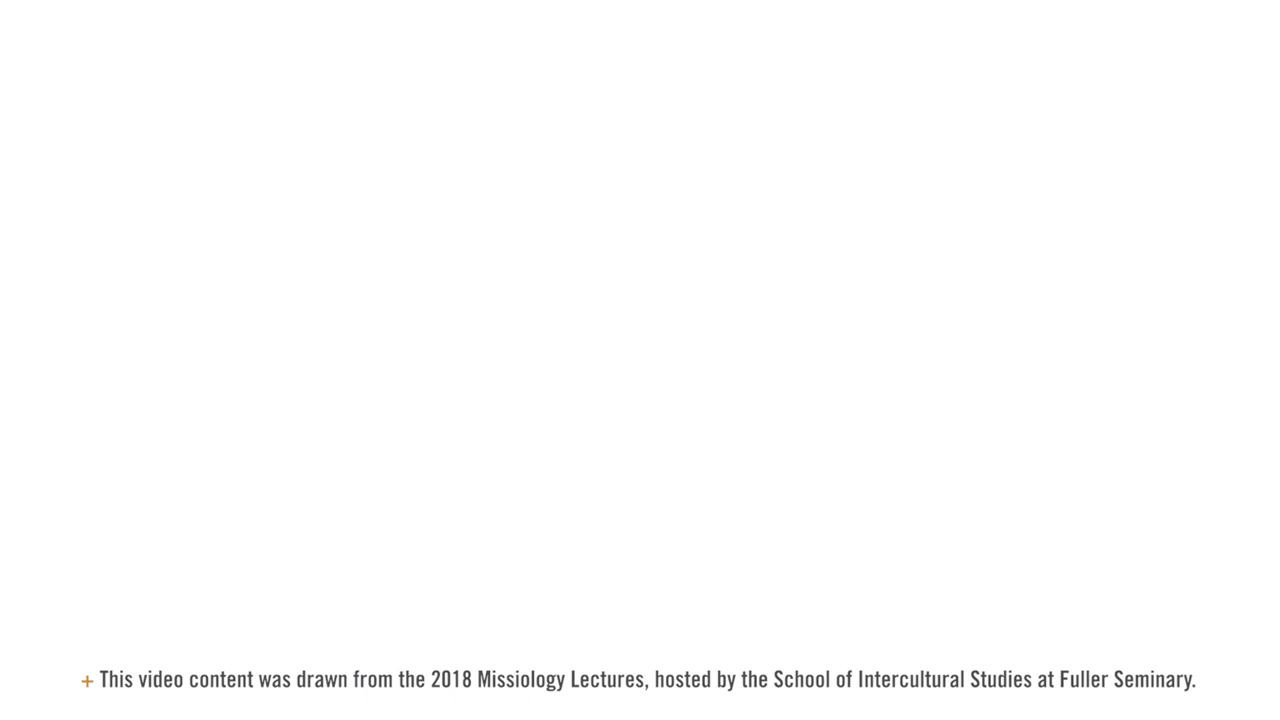 + This video content was drawn from the 2018 Missiology Lectures, hosted by the School of Intercultural Studies at Fuller Seminary.